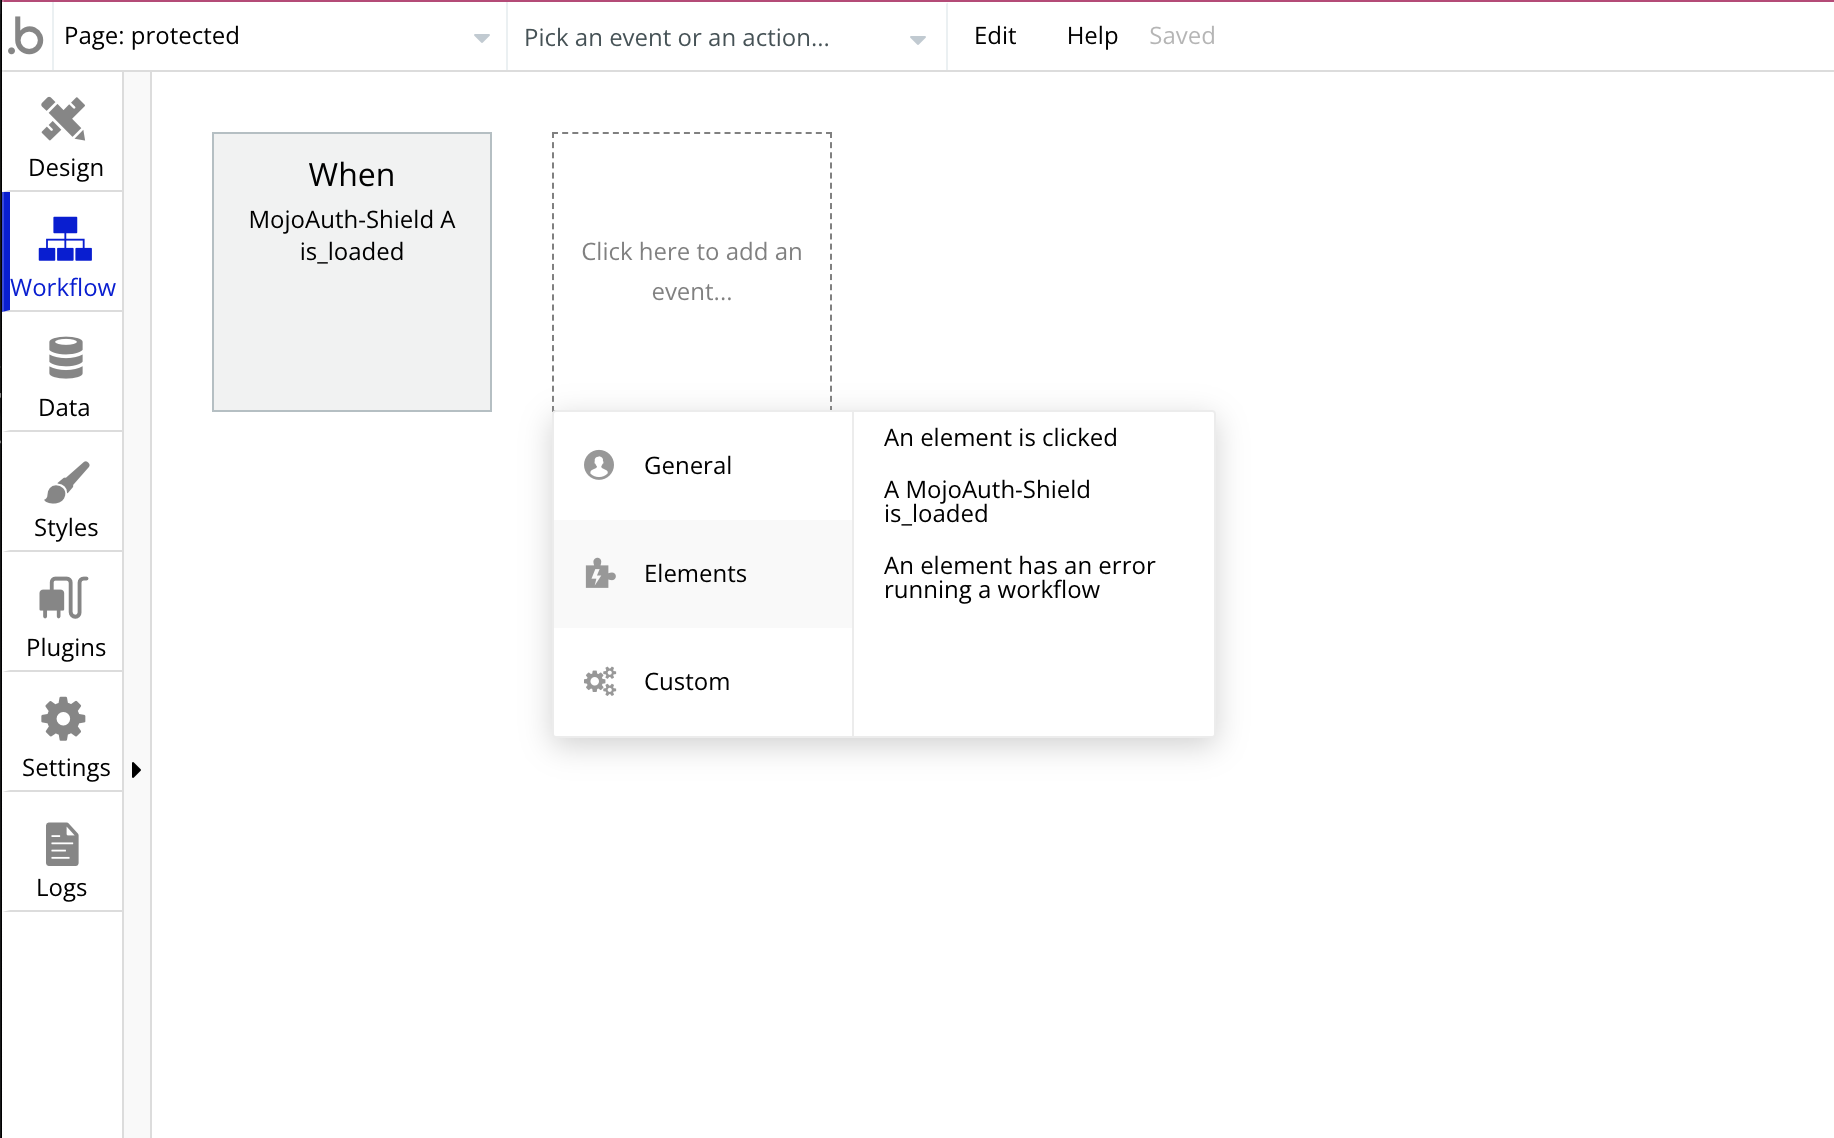 .b
Page: protected
Pick an event or an action...
Edit
Help
Saved
Design
Workflow
Data
Styles
Plugins
Settings
Logs
When
MojoAuth-Shield A
is_loaded
Click here to add an
event...
General
Elements
Custom
An element is clicked
A MojoAuth-Shield
is_loaded
An element has an error
running a workflow